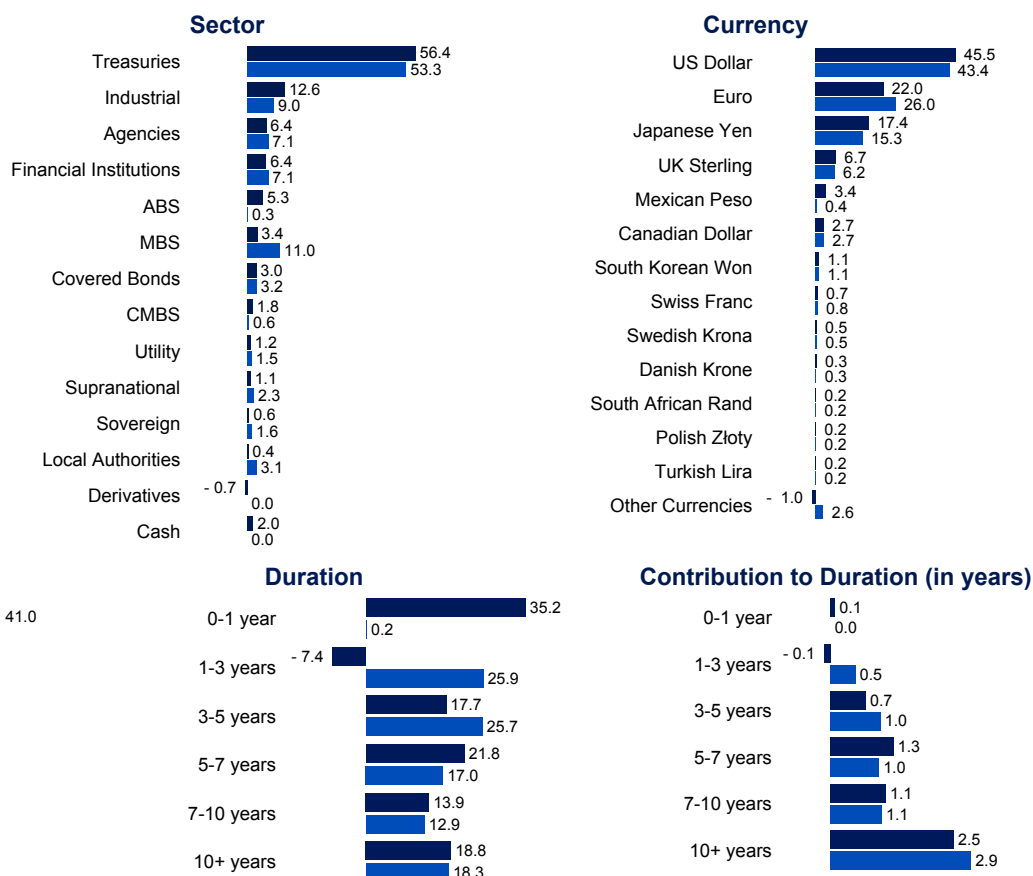 Sector
Treasuries 56.4
53.3
Industrial 12.6
9.0
Agencies 6.4
7.1
Financial Institutions 6.4
7.1
ABS 5.3
0.3
MBS 3.4
11.0
Covered Bonds 3.0
3.2
CMBS 1.8
0.6
Utility 1.2
1.5
Supranational 1.1
2.3
Sovereign 0.6
1.6
Local Authorities 0.4
3.1
Derivatives - 0.7
0.0
Cash 2.0
0.0
Currency
US Dollar 45.5
43.4
Euro 22.0
26.0
Japanese Yen 17.4
15.3
UK Sterling 6.7
6.2
Mexican Peso 3.4
0.4
Canadian Dollar 2.7
2.7
South Korean Won 1.1
1.1
Swiss Franc 0.7
0.8
Swedish Krona 0.5
0.5
Danish Krone 0.3
0.3
South African Rand 0.2
0.2
Polish Złoty 0.2
0.2
Turkish Lira 0.2
0.2
Other Currencies - 1.0
2.6
Duration
41.0
0-1 year 35.2
0.2
1-3 years - 7.4
25.9
3-5 years 17.7
25.7
5-7 years 21.8
17.0
7-10 years 13.9
12.9
10+ years 18.8
18.3
Contribution to Duration (in years)
0-1 year 0.1
0.0
1-3 years - 0.1
0.5
3-5 years 0.7
1.0
5-7 years 1.3
1.0
7-10 years 1.1
1.1
10+ years 2.5
2.9